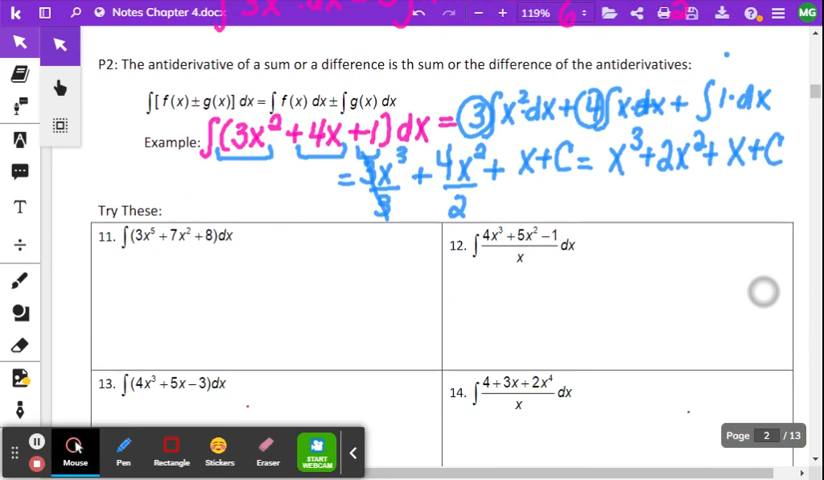 Notes Chapter 4.docx
119%
MG
P2: The antiderivative of a sum or a difference is th sum or the difference of the antiderivatives:
∫[f(x) ± g(x)] dx = ∫f(x) dx ± ∫g(x) dx
Example: ∫(3x² + 4x + 1) dx = 3∫x² dx + 4∫x dx + ∫1·dx
= 3x³/3 + 4x²/2 + x + C = x³ + 2x² + x + C
Try These:
11. ∫(3x⁵ + 7x² + 8)dx
12. ∫ (4x³ + 5x² − 1)/x dx
13. ∫(4x³ + 5x − 3)dx
14. ∫ (4 + 3x + 2x⁴)/x dx
Page 2 / 13
Mouse Pen Rectangle Stickers Eraser START WEBCAM